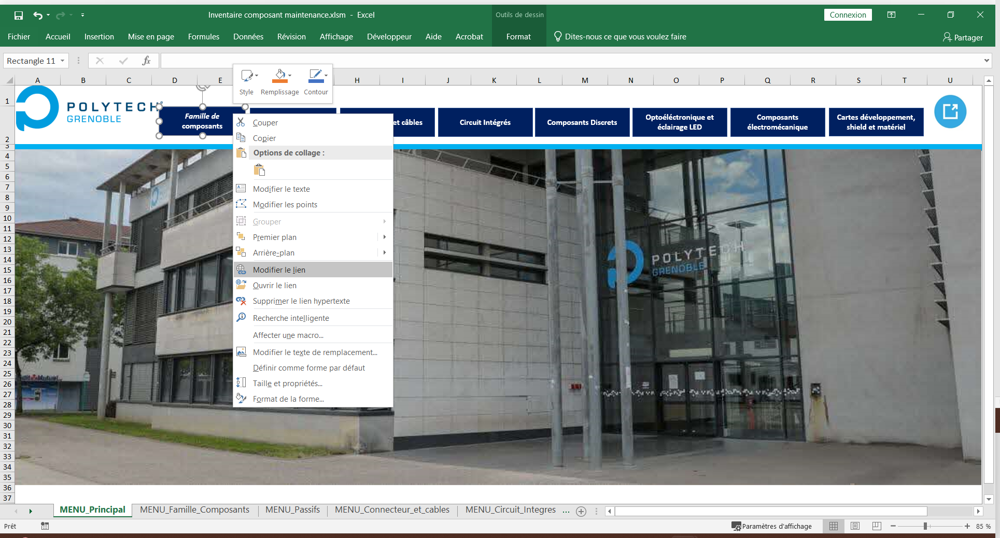 Inventaire composant maintenance.xlsm - Excel
Outils de dessin
Connexion
Fichier Accueil Insertion Mise en page Formules Données Révision Affichage Développeur Aide Acrobat Format Dites-nous ce que vous voulez faire
Partager
Rectangle 11
fx
Style Remplissage Contour
A B C D E H I J K L M N O P Q R S T U
1
2
3
4
5
6
7
8
9
10
11
12
13
14
15
16
17
18
19
20
21
22
23
24
25
26
27
28
29
30
31
32
33
34
35
36
37
POLYTECH
GRENOBLE
Famille de
composants
et câbles
Circuit Intégrés
Composants Discrets
Optoéléctronique et
éclairage LED
Composants
électromécanique
Cartes développement,
shield et matériel
Couper
Copier
Options de collage :
Modifier le texte
Modifier les points
Grouper
Premier plan
Arrière-plan
Modifier le lien
Ouvrir le lien
Supprimer le lien hypertexte
Recherche intelligente
Affecter une macro...
Modifier le texte de remplacement...
Définir comme forme par défaut
Taille et propriétés...
Format de la forme...
POLYTECH
GRENOBLE
MENU_Principal MENU_Famille_Composants MENU_Passifs MENU_Connecteur_et_cables MENU_Circuit_Integres ...
Prêt
Paramètres d'affichage
85 %